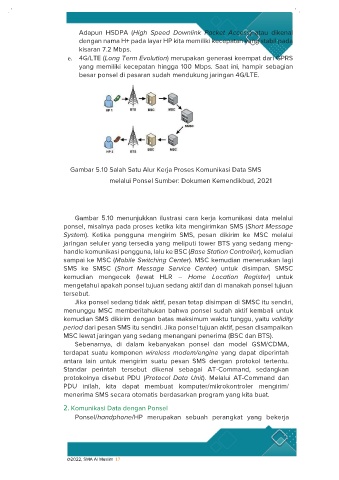 Adapun HSDPA (High Speed Downlink Packet Access) atau dikenal
dengan nama H+ pada layar HP kita memiliki kecepatan yang stabil pada
kisaran 7.2 Mbps.
e. 4G/LTE (Long Term Evolution) merupakan generasi keempat dari GPRS
yang memiliki kecepatan hingga 100 Mbps. Saat ini, hampir sebagian
besar ponsel di pasaran sudah mendukung jaringan 4G/LTE.
HP 1 BTS BSC MSC
SMSC
HP 2 BTS BSC MSC
Gambar 5.10 Salah Satu Alur Kerja Proses Komunikasi Data SMS
melalui Ponsel Sumber: Dokumen Kemendikbud, 2021
Gambar 5.10 menunjukkan ilustrasi cara kerja komunikasi data melalui
ponsel, misalnya pada proses ketika kita mengirimkan SMS (Short Message
System). Ketika pengguna mengirim SMS, pesan dikirim ke MSC melalui
jaringan seluler yang tersedia yang meliputi tower BTS yang sedang meng-
handle komunikasi pengguna, lalu ke BSC (Base Station Controller), kemudian
sampai ke MSC (Mobile Switching Center). MSC kemudian meneruskan lagi
SMS ke SMSC (Short Message Service Center) untuk disimpan. SMSC
kemudian mengecek (lewat HLR – Home Location Register) untuk
mengetahui apakah ponsel tujuan sedang aktif dan di manakah ponsel tujuan
tersebut.
Jika ponsel sedang tidak aktif, pesan tetap disimpan di SMSC itu sendiri,
menunggu MSC memberitahukan bahwa ponsel sudah aktif kembali untuk
kemudian SMS dikirim dengan batas maksimum waktu tunggu, yaitu validity
period dari pesan SMS itu sendiri. Jika ponsel tujuan aktif, pesan disampaikan
MSC lewat jaringan yang sedang menangani penerima (BSC dan BTS).
Sebenarnya, di dalam kebanyakan ponsel dan model GSM/CDMA,
terdapat suatu komponen wireless modem/engine yang dapat diperintah
antara lain untuk mengirim suatu pesan SMS dengan protokol tertentu.
Standar perintah tersebut dikenal sebagai AT-Command, sedangkan
protokolnya disebut PDU (Protocol Data Unit). Melalui AT-Command dan
PDU inilah, kita dapat membuat komputer/mikrokontroler mengirim/
menerima SMS secara otomatis berdasarkan program yang kita buat.
2. Komunikasi Data dengan Ponsel
Ponsel/handphone/HP merupakan sebuah perangkat yang bekerja
©2022, SMA Al Masoem 17